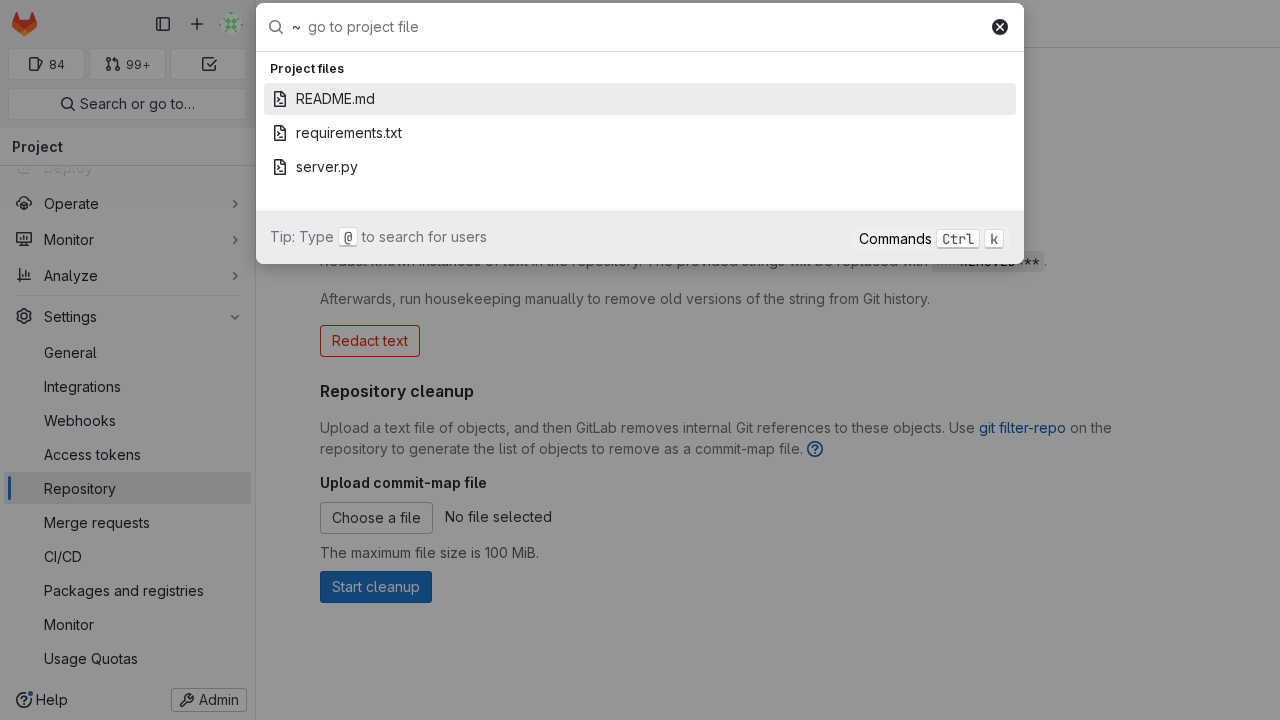 ~ go to project file
84
99+
Search or go to…
Project files
README.md
requirements.txt
server.py
Tip: Type @ to search for users
Commands Ctrl k
Project
Deploy
Operate
Monitor
Analyze
Settings
General
Integrations
Webhooks
Access tokens
Repository
Merge requests
CI/CD
Packages and registries
Monitor
Usage Quotas
Help
Admin
Redact known instances of text in the repository. The provided strings will be replaced with ***REMOVED***.
Afterwards, run housekeeping manually to remove old versions of the string from Git history.
Redact text
Repository cleanup
Upload a text file of objects, and then GitLab removes internal Git references to these objects. Use git filter-repo on the
repository to generate the list of objects to remove as a commit-map file.
Upload commit-map file
Choose a file No file selected
The maximum file size is 100 MiB.
Start cleanup